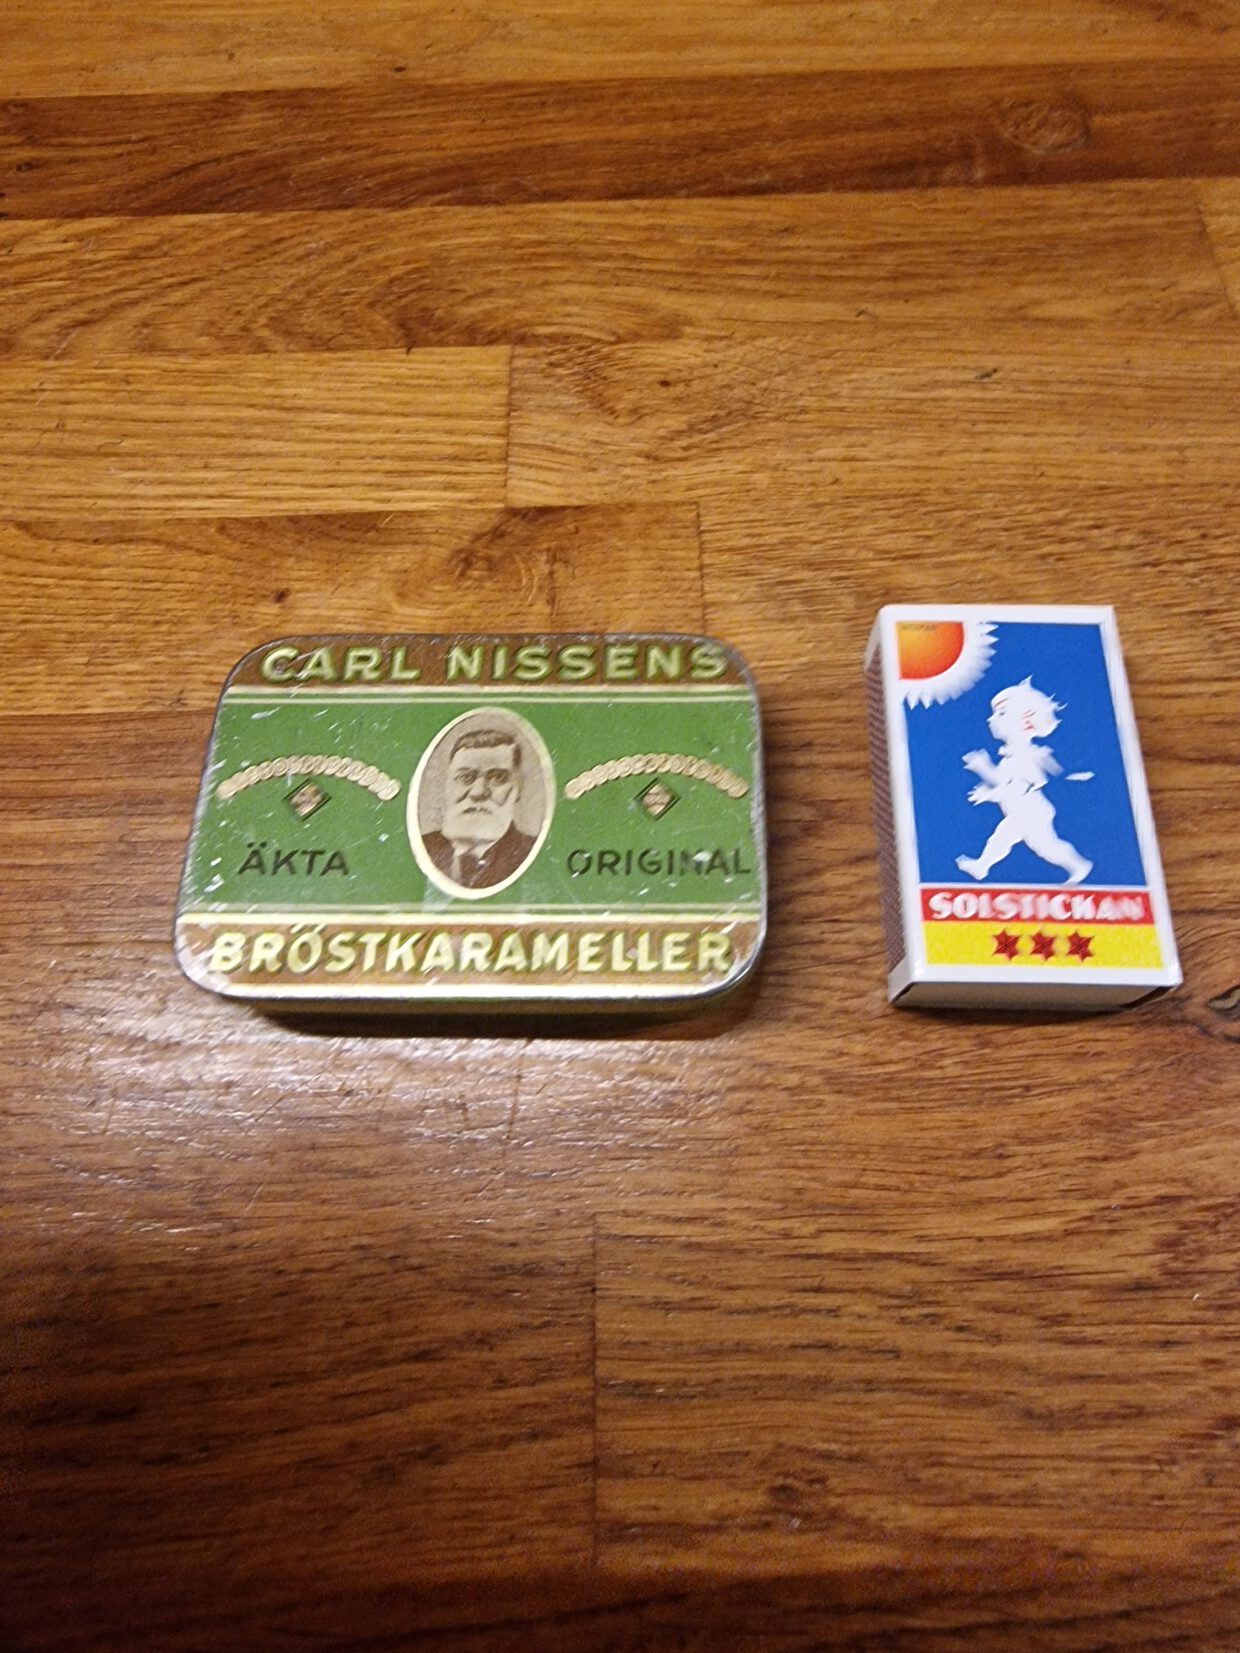 CARL NISSENS
ÄKTA
ORIGINAL
BRÖSTKARAMELLER
SOLSTICKAN